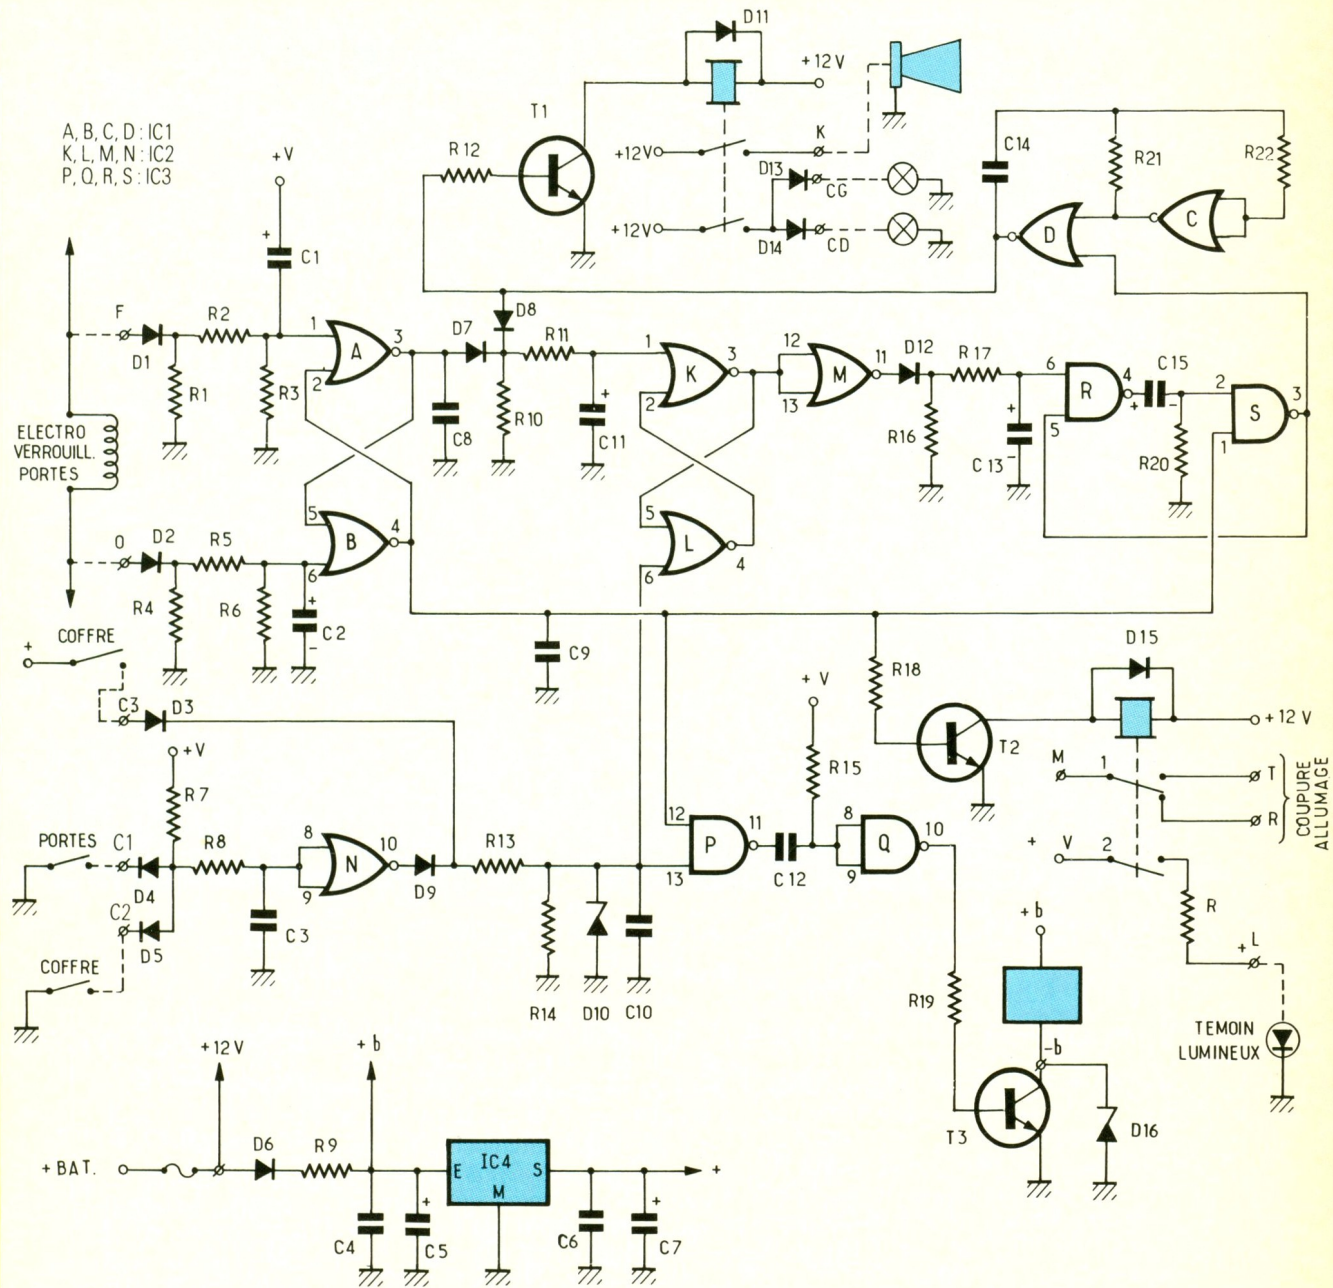 D11
+12V
T1
A, B, C, D : IC1
K, L, M, N : IC2
P, Q, R, S : IC3
+V
R12
+12V
K
D13
CG
+12V
D14
CD
C14
R21
R22
D
C
C1
F
D1
R2
R1
R3
1
A
3
2
D7
D8
R11
C8
R10
C11
1
K
3
2
12
M
11
13
D12
R17
R16
C13
+
-
6
R
4
5
C15
+
-
R20
2
S
3
1
ELECTRO
VERROUILL.
PORTES
O
D2
R5
R4
R6
5
B
4
6
C2
+
-
5
L
4
6
C9
COFFRE
+
C3
D3
+V
R7
PORTES
C1
D4
R8
C2
D5
COFFRE
C3
8
N
10
9
D9
R13
R14
D10
C10
12
P
11
13
C12
+V
R15
8
Q
10
9
R18
T2
D15
+12V
M
1
T
R
COUPURE
ALLUMAGE
+
V
2
R
+
L
TEMOIN
LUMINEUX
R19
+b
-b
T3
D16
+12V
+b
+BAT.
D6
R9
E
IC4
S
M
+
C4
C5
+
C6
C7
+